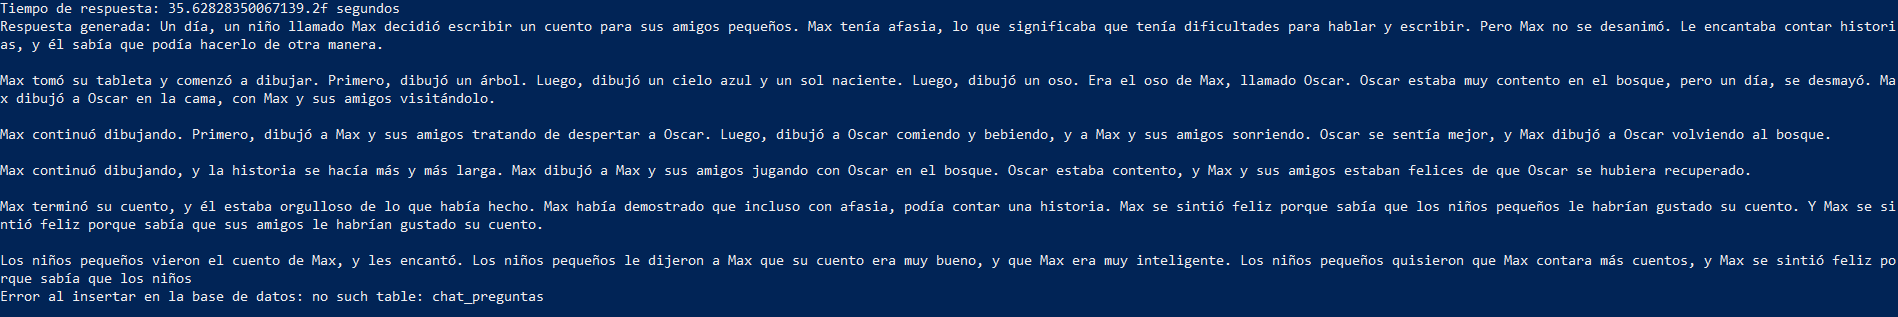 Tiempo de respuesta: 35.62828350067139.2f segundos
Respuesta generada: Un día, un niño llamado Max decidió escribir un cuento para sus amigos pequeños. Max tenía afasia, lo que significaba que tenía dificultades para hablar y escribir. Pero Max no se desanimó. Le encantaba contar histori
as, y él sabía que podía hacerlo de otra manera.
Max tomó su tableta y comenzó a dibujar. Primero, dibujó un árbol. Luego, dibujó un cielo azul y un sol naciente. Luego, dibujó un oso. Era el oso de Max, llamado Oscar. Oscar estaba muy contento en el bosque, pero un día, se desmayó. Ma
x dibujó a Oscar en la cama, con Max y sus amigos visitándolo.
Max continuó dibujando. Primero, dibujó a Max y sus amigos tratando de despertar a Oscar. Luego, dibujó a Oscar comiendo y bebiendo, y a Max y sus amigos sonriendo. Oscar se sentía mejor, y Max dibujó a Oscar volviendo al bosque.
Max continuó dibujando, y la historia se hacía más y más larga. Max dibujó a Max y sus amigos jugando con Oscar en el bosque. Oscar estaba contento, y Max y sus amigos estaban felices de que Oscar se hubiera recuperado.
Max terminó su cuento, y él estaba orgulloso de lo que había hecho. Max había demostrado que incluso con afasia, podía contar una historia. Max se sintió feliz porque sabía que los niños pequeños le habrían gustado su cuento. Y Max se si
ntió feliz porque sabía que sus amigos le habrían gustado su cuento.
Los niños pequeños vieron el cuento de Max, y les encantó. Los niños pequeños le dijeron a Max que su cuento era muy bueno, y que Max era muy inteligente. Los niños pequeños quisieron que Max contara más cuentos, y Max se sintió feliz po
rque sabía que los niños
Error al insertar en la base de datos: no such table: chat_preguntas